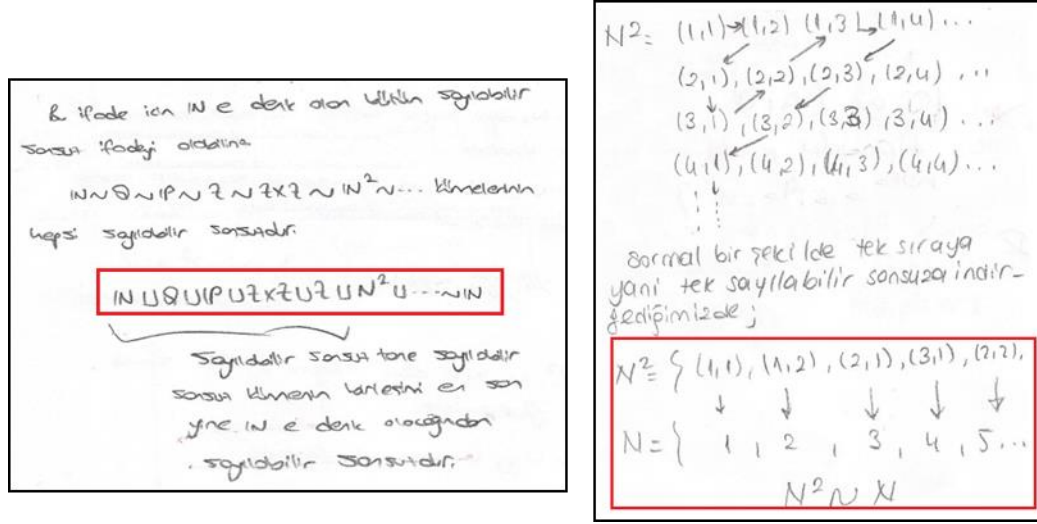 Bu ifade için IN e denk olan bütün sayılabilir
sonsuz ifadeyi alabiliriz
IN ~ Q ~ IP ~ Z ~ ZXZ ~ IN² ~ ... kümelerinin
hepsi sayılabilir sonsuzdur.
IN ∪ Q ∪ IP ∪ ZXZ ∪ Z ∪ N² ∪ ... ~ IN
Sayılabilir sonsuz tane sayılabilir
sonsuz kümenin birleşimi en son
yine IN e denk olacağından
sayılabilir sonsuzdur.
N² = (1,1) → (1,2) (1,3) (1,4) ...
(2,1), (2,2), (2,3), (2,4) , ..
(3,1), (3,2), (3,3) (3,4) ...
(4,1), (4,2), (4,3), (4,4) ...
sormal bir şekilde tek sıraya
yani tek sayılabilir sonsuza indir-
gediğimizde ;
N² = { (1,1), (1,2), (2,1), (3,1), (2,2),
↓ ↓ ↓ ↓ ↓
N = { 1 , 2 3 , 4 , 5 ...
N² ~ N